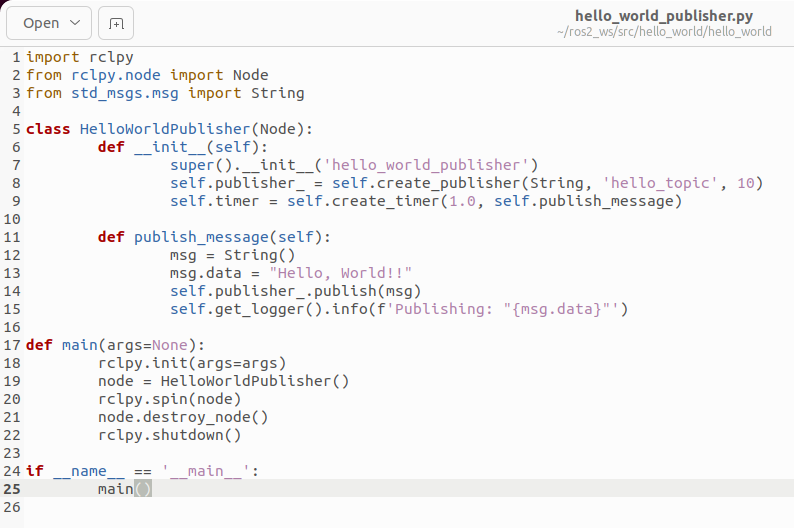 Open
hello_world_publisher.py
~/ros2_ws/src/hello_world/hello_world
1 import rclpy
2 from rclpy.node import Node
3 from std_msgs.msg import String
4
5 class HelloWorldPublisher(Node):
6         def __init__(self):
7                 super().__init__('hello_world_publisher')
8                 self.publisher_ = self.create_publisher(String, 'hello_topic', 10)
9                 self.timer = self.create_timer(1.0, self.publish_message)
10
11         def publish_message(self):
12                 msg = String()
13                 msg.data = "Hello, World!!"
14                 self.publisher_.publish(msg)
15                 self.get_logger().info(f'Publishing: "{msg.data}"')
16
17 def main(args=None):
18         rclpy.init(args=args)
19         node = HelloWorldPublisher()
20         rclpy.spin(node)
21         node.destroy_node()
22         rclpy.shutdown()
23
24 if __name__ == '__main__':
25         main()
26